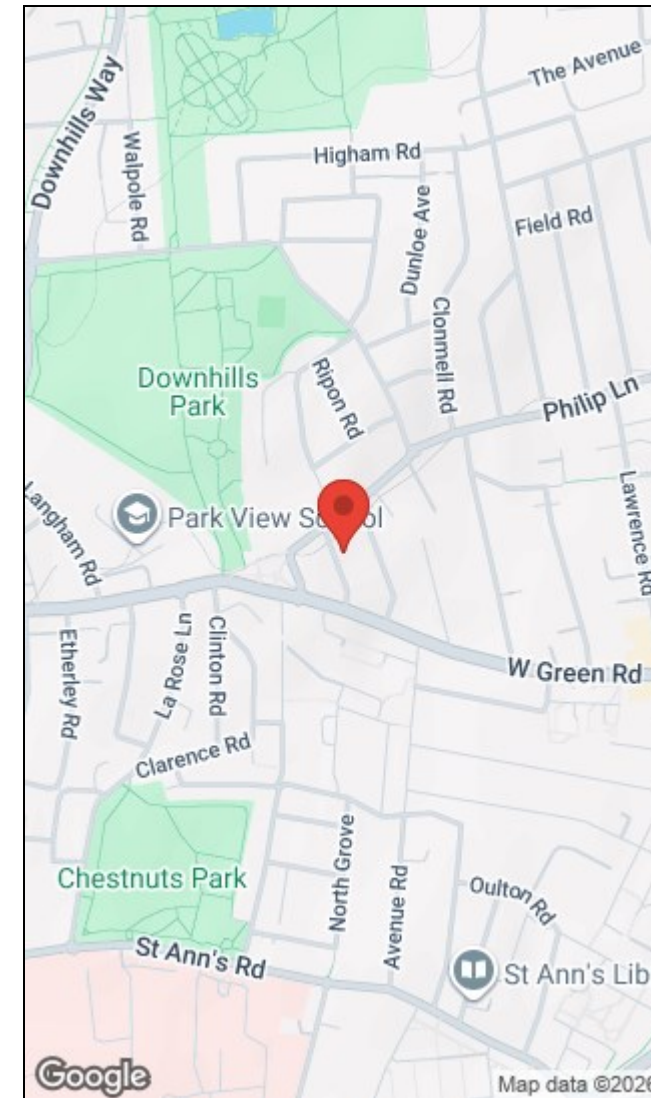 The Avenue
Downhills Way
Walpole Rd
Higham Rd
Dunloe Ave
Field Rd
Clonmell Rd
Downhills
Park
Ripon Rd
Philip Ln
Langham Rd
Park View School
Lawrence Rd
Etherley Rd
La Rose Ln
Clinton Rd
W Green Rd
Clarence Rd
Chestnuts Park
North Grove
Avenue Rd
Oulton Rd
St Ann's Rd
St Ann's Lib
Google
Map data ©2026